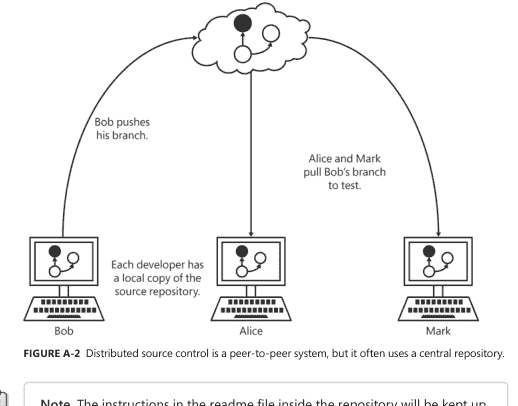 Bob pushes
his branch.
Alice and Mark
pull Bob's branch
to test.
Each developer has
a local copy of the
source repository.
Bob
Alice
Mark
FIGURE A-2 Distributed source control is a peer-to-peer system, but it often uses a central repository.
Note The instructions in the readme file inside the repository will be kept up